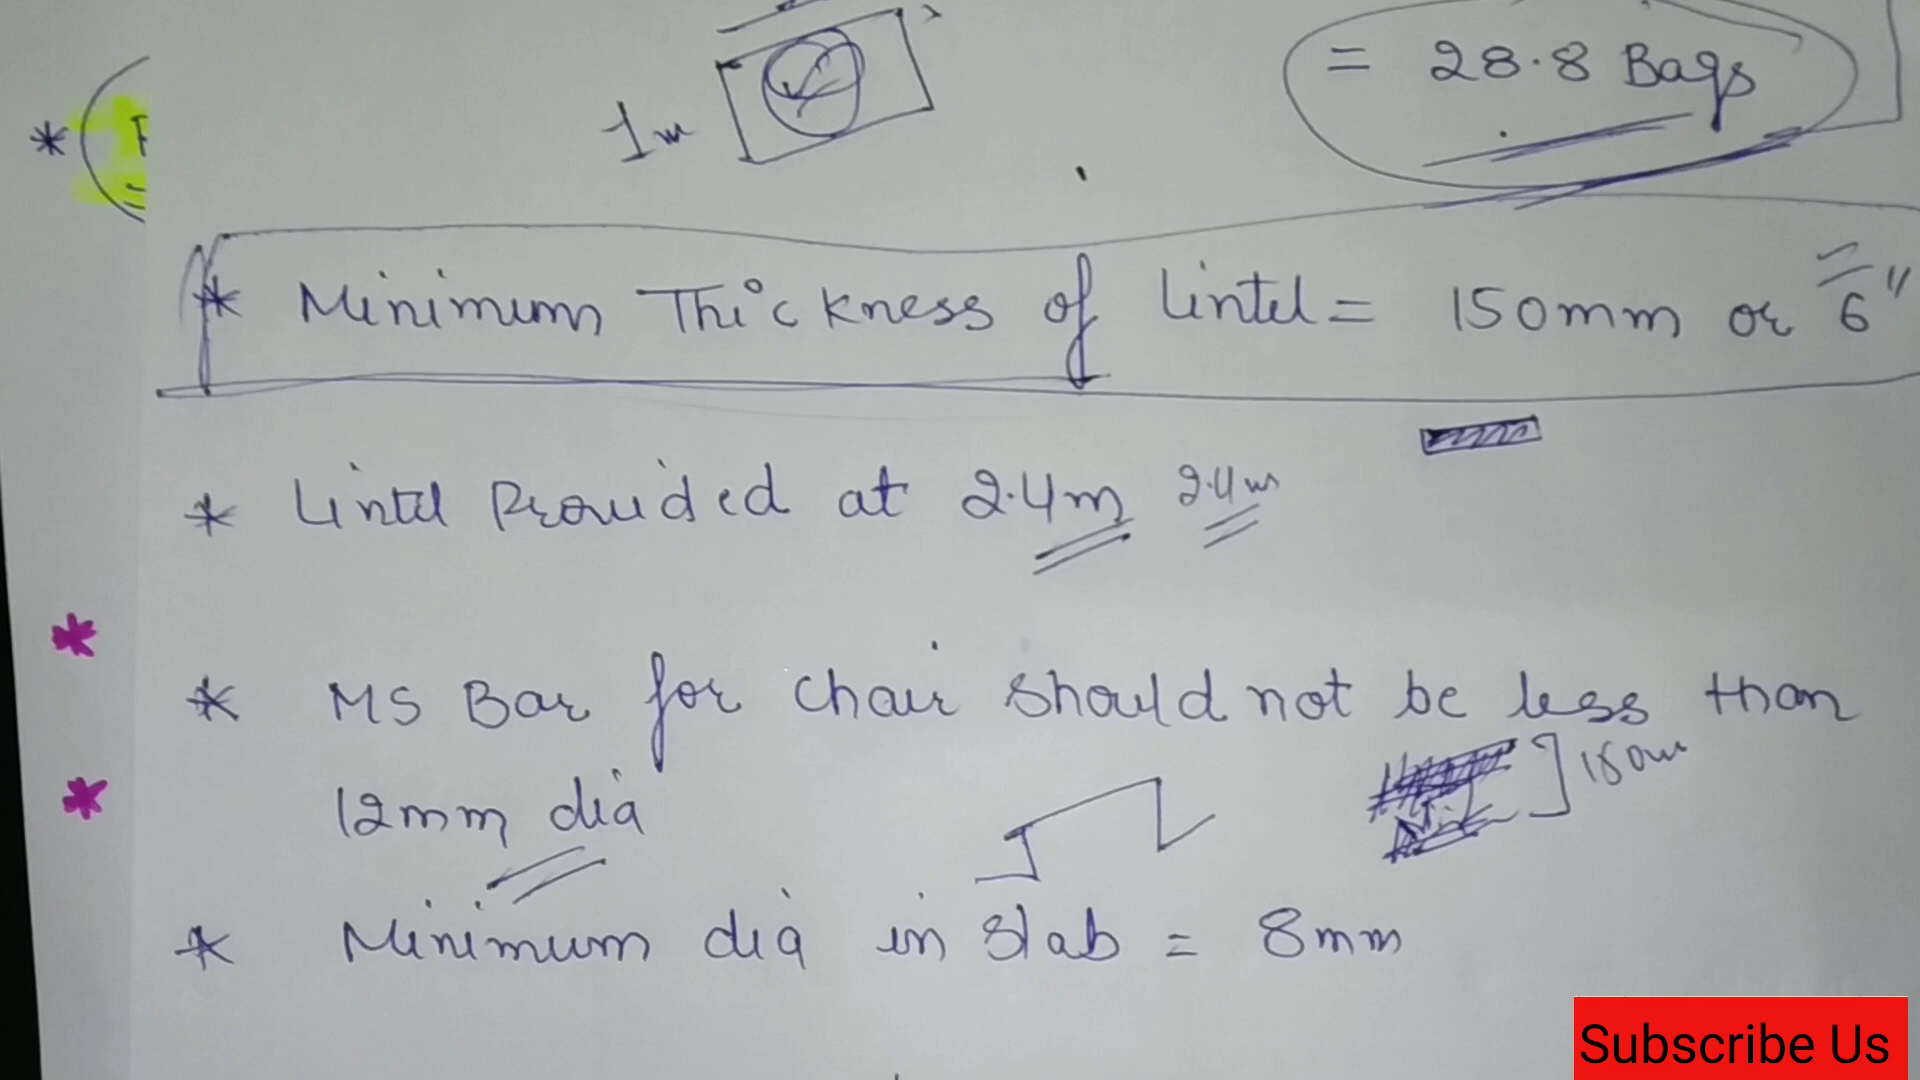 = 28.8 Bags
1m
* Minimum Thickness of lintel = 150mm or 6"
* Lintel Provided at 2.4m 2.4m
* MS Bar for chair should not be less than
12mm dia
* Minimum dia in slab = 8mm
Subscribe Us